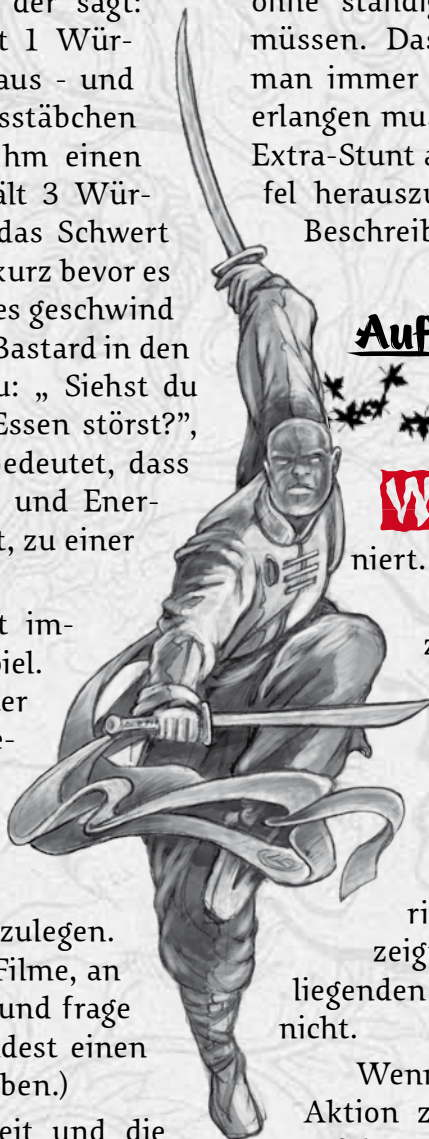 der sagt:
t 1 Wür-
aus - und
sstäbchen
hm einen
ält 3 Wür-
das Schwert
kurz bevor es
es geschwind
Bastard in den
u: „ Siehst du
Essen störst?”,
bedeutet, dass
und Ener-
t, zu einer
t im-
piel.
er
e-
zulegen.
Filme, an
und frage
dest einen
ben.)
eit und die
ohne ständig
müssen. Das
man immer
erlangen mu
Extra-Stunt a
fel herauszu
Beschreib
Auf
W
niert.
z
ri
zeig
liegenden
nicht.
Wenn
Aktion z